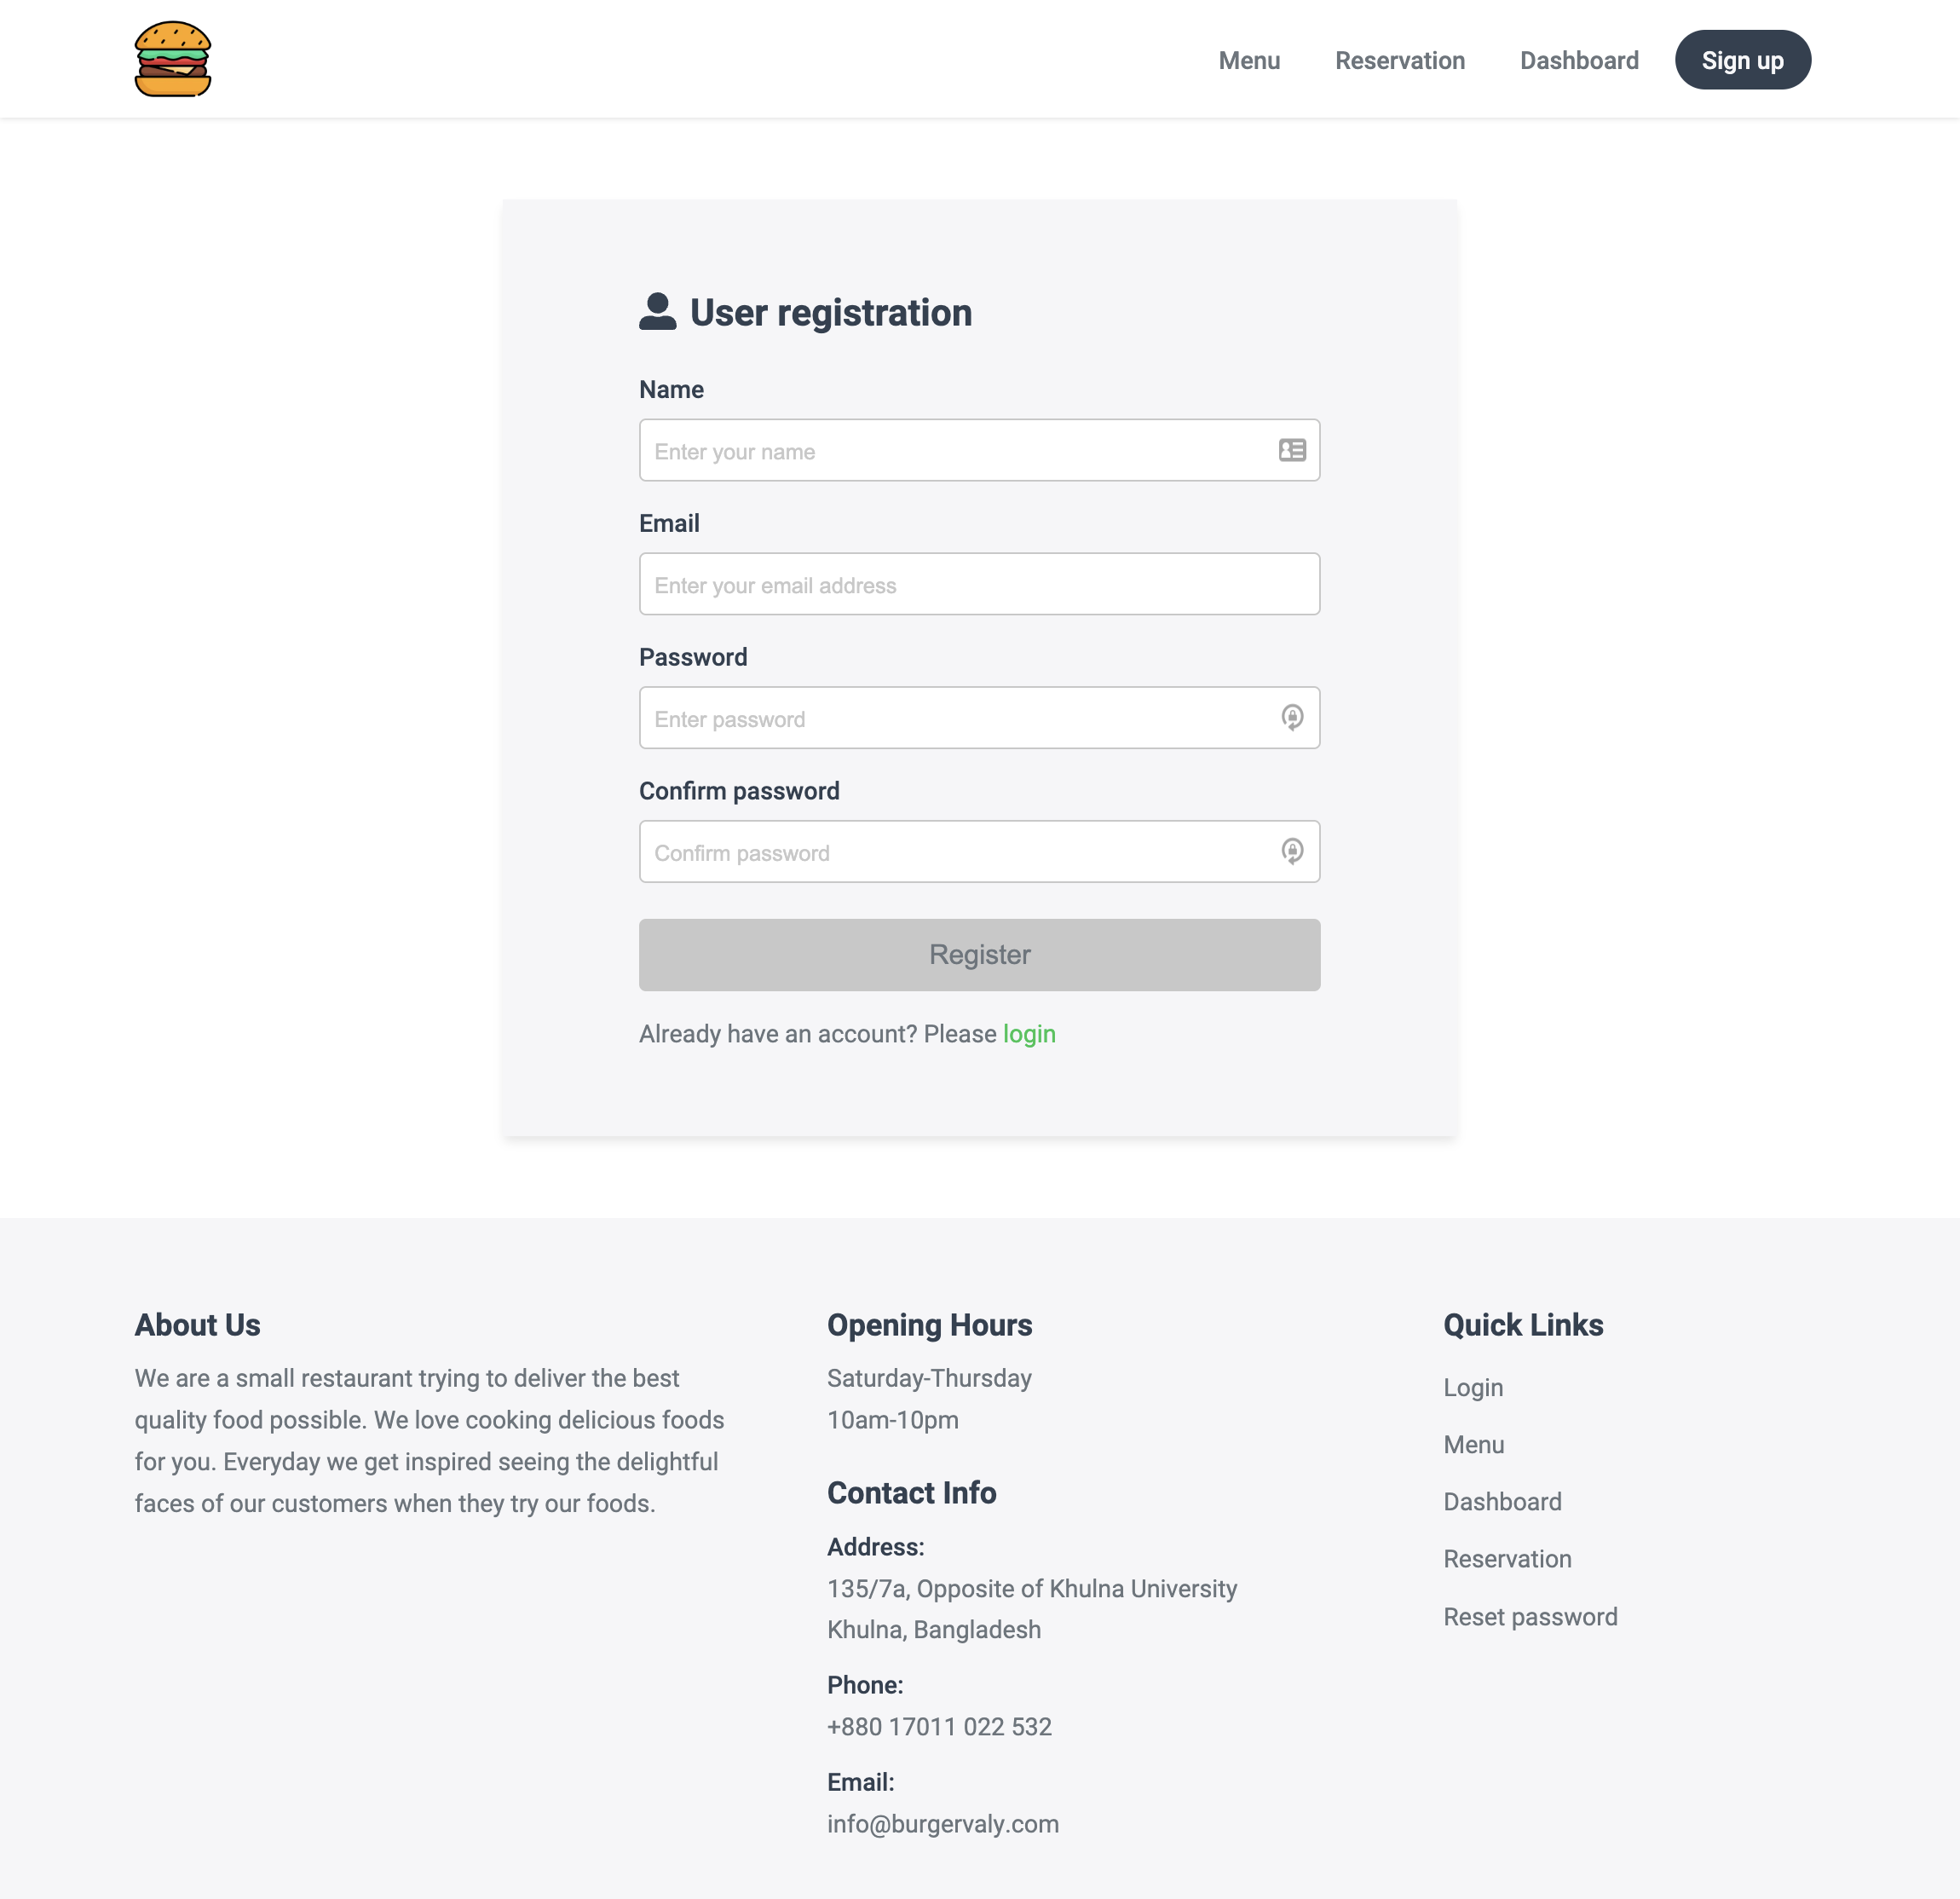 Menu
Reservation
Dashboard
Sign up
User registration
Name
Enter your name
Email
Enter your email address
Password
Enter password
Confirm password
Confirm password
Register
Already have an account? Please login
About Us
We are a small restaurant trying to deliver the best
quality food possible. We love cooking delicious foods
for you. Everyday we get inspired seeing the delightful
faces of our customers when they try our foods.
Opening Hours
Saturday-Thursday
10am-10pm
Contact Info
Address:
135/7a, Opposite of Khulna University
Khulna, Bangladesh
Phone:
+880 17011 022 532
Email:
info@burgervaly.com
Quick Links
Login
Menu
Dashboard
Reservation
Reset password